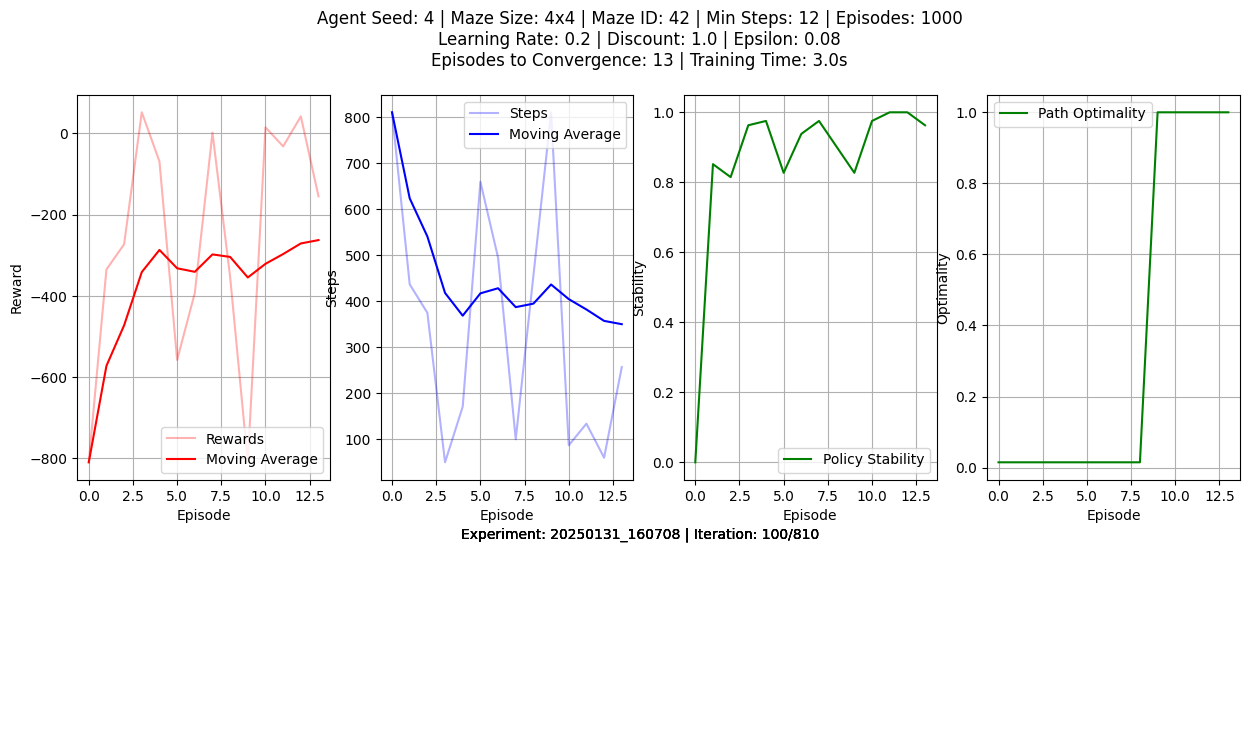 Agent Seed: 4 | Maze Size: 4x4 | Maze ID: 42 | Min Steps: 12 | Episodes: 1000
Learning Rate: 0.2 | Discount: 1.0 | Epsilon: 0.08
Episodes to Convergence: 13 | Training Time: 3.0s
Reward
0
−200
−400
−600
−800
Rewards
Moving Average
0.0 2.5 5.0 7.5 10.0 12.5
Episode
Steps
800
700
600
500
400
300
200
100
Steps
Moving Average
0.0 2.5 5.0 7.5 10.0 12.5
Episode
Stability
1.0
0.8
0.6
0.4
0.2
0.0
Policy Stability
0.0 2.5 5.0 7.5 10.0 12.5
Episode
Optimality
1.0
0.8
0.6
0.4
0.2
0.0
Path Optimality
0.0 2.5 5.0 7.5 10.0 12.5
Episode
Experiment: 20250131_160708 | Iteration: 100/810